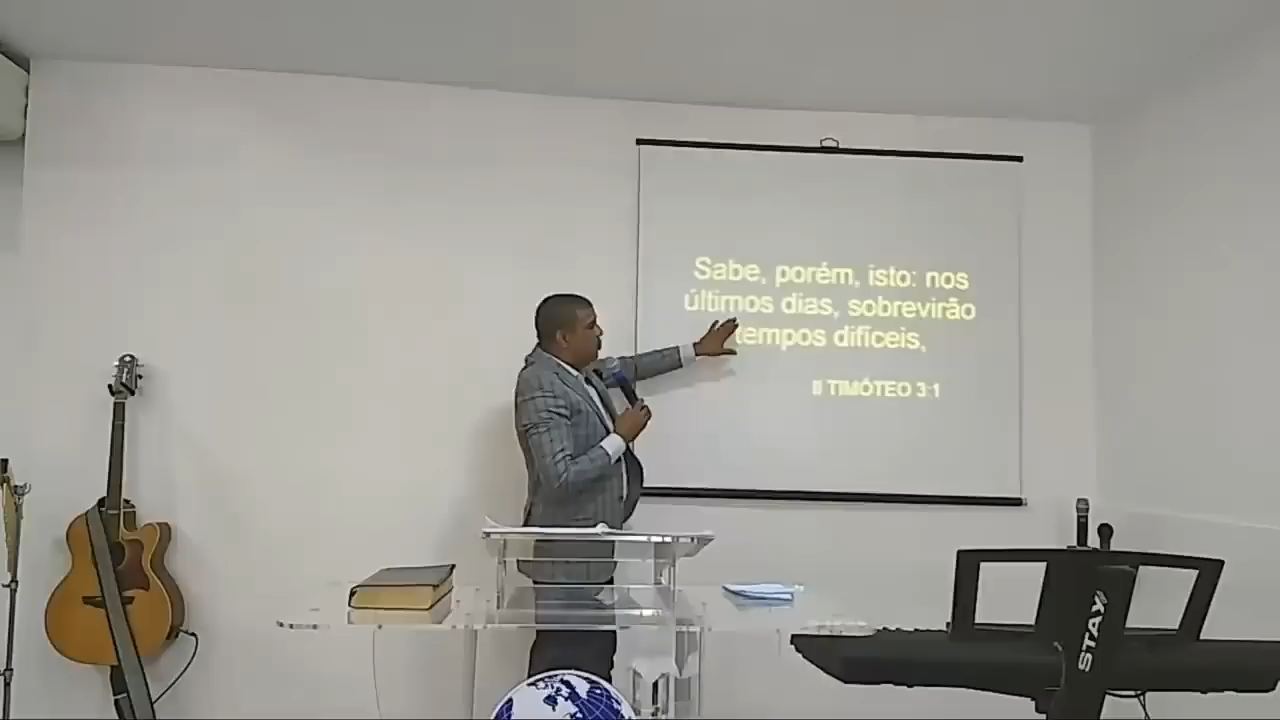 Sabe, porém, isto: nos
últimos dias, sobrevirão
tempos difíceis,
II TIMÓTEO 3:1
STAY